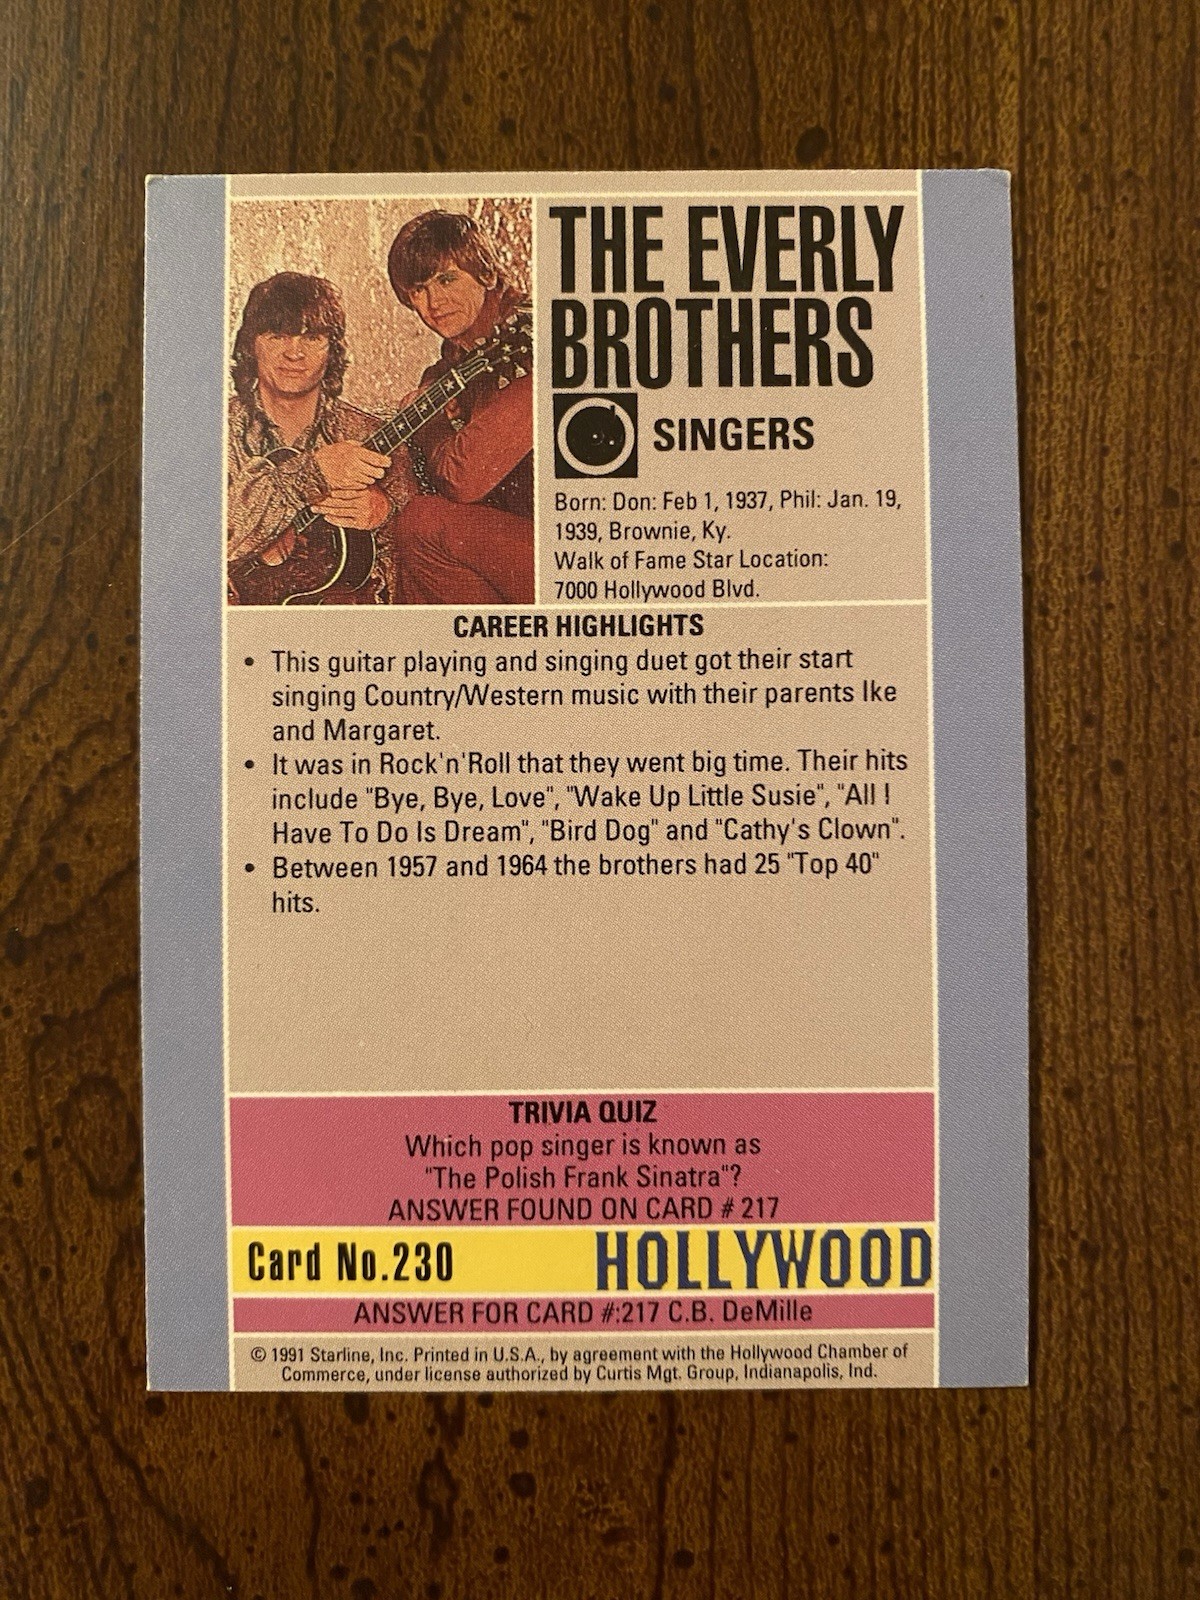 THE EVERLY
BROTHERS
SINGERS
Born: Don: Feb 1, 1937, Phil: Jan. 19,
1939, Brownie, Ky.
Walk of Fame Star Location:
7000 Hollywood Blvd.
CAREER HIGHLIGHTS
• This guitar playing and singing duet got their start
singing Country/Western music with their parents Ike
and Margaret.
• It was in Rock'n'Roll that they went big time. Their hits
include "Bye, Bye, Love", "Wake Up Little Susie", "All I
Have To Do Is Dream", "Bird Dog" and "Cathy's Clown".
• Between 1957 and 1964 the brothers had 25 "Top 40"
hits.
TRIVIA QUIZ
Which pop singer is known as
"The Polish Frank Sinatra"?
ANSWER FOUND ON CARD # 217
Card No.230 HOLLYWOOD
ANSWER FOR CARD #:217 C.B. DeMille
© 1991 Starline, Inc. Printed in U.S.A., by agreement with the Hollywood Chamber of
Commerce, under license authorized by Curtis Mgt. Group, Indianapolis, Ind.